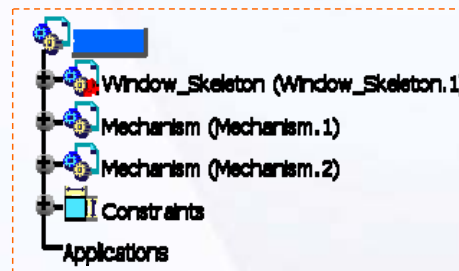 Window_Skeleton (Window_Skeleton.1)
Mechanism (Mechanism.1)
Mechanism (Mechanism.2)
Constraints
Applications